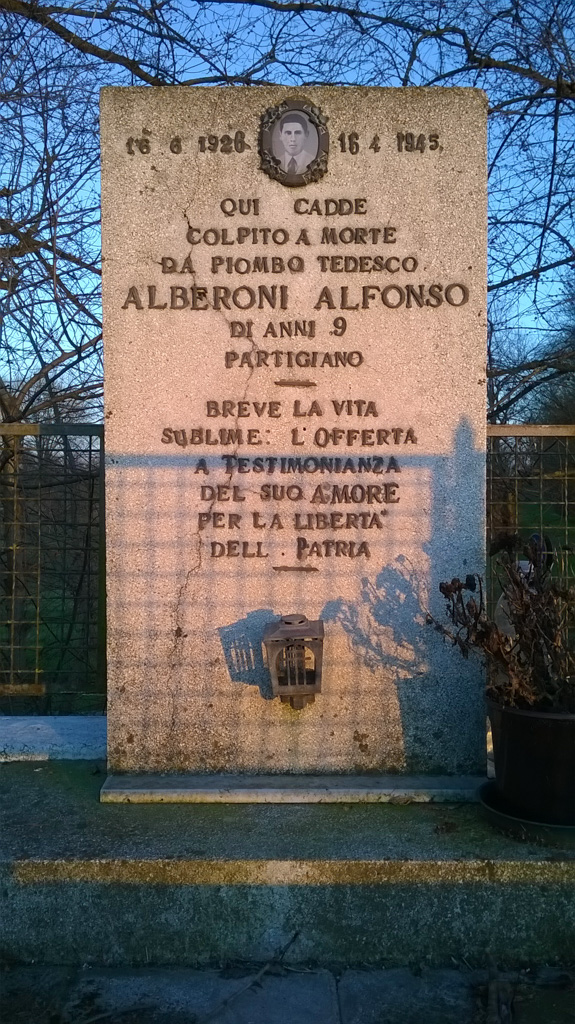 16 6 1926 16 4 1945.
QUI CADDE
COLPITO A MORTE
DA PIOMBO TEDESCO
ALBERONI ALFONSO
DI ANNI 9
PARTIGIANO
BREVE LA VITA
SUBLIME: L'OFFERTA
A TESTIMONIANZA
DEL SUO AMORE
PER LA LIBERTA'
DELL . PATRIA